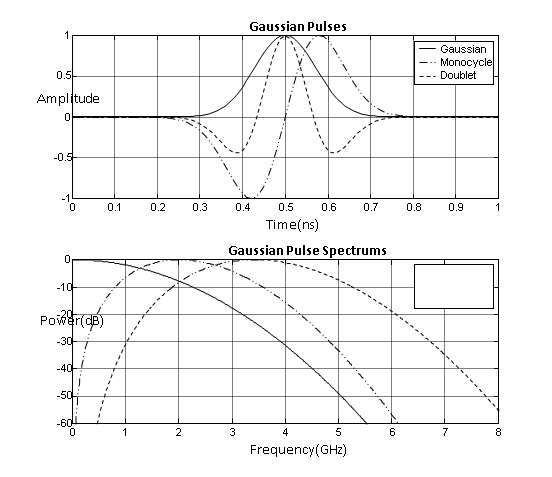 Gaussian Pulses
1
0.5
0
-0.5
-1
Amplitude
Gaussian
Monocycle
Doublet
0 0.1 0.2 0.3 0.4 0.5 0.6 0.7 0.8 0.9 1
Time(ns)
Gaussian Pulse Spectrums
0
-10
-20
-30
-40
-50
-60
Power(dB)
0 1 2 3 4 5 6 7 8
Frequency(GHz)